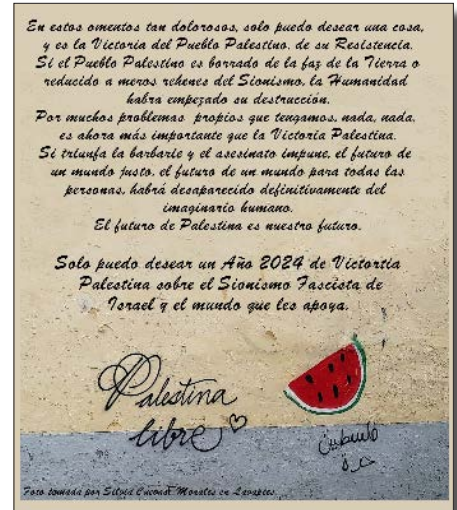 En estos omentos tan dolorosos, solo puedo desear una cosa,
y es la Victoria del Pueblo Palestino, de su Resistencia.
Si el Pueblo Palestino es borrado de la faz de la Tierra o
reducido a meros rehenes del Sionismo, la Humanidad
habra empezado su destrucción.
Por muchos problemas propios que tengamos, nada, nada,
es ahora más importante que la Victoria Palestina.
Si triunfa la barbarie y el asesinato impune, el futuro de
un mundo justo, el futuro de un mundo para todas las
personas, habrá desaparecido definitivamente del
imaginario humano.
El futuro de Palestina es nuestro futuro.
Solo puedo desear un Año 2024 de Victortia
Palestina sobre el Sionismo Fascista de
Israel y el mundo que les apoya.
Palestina
libre
Foto tomada por Silvia Morales en Lavapies